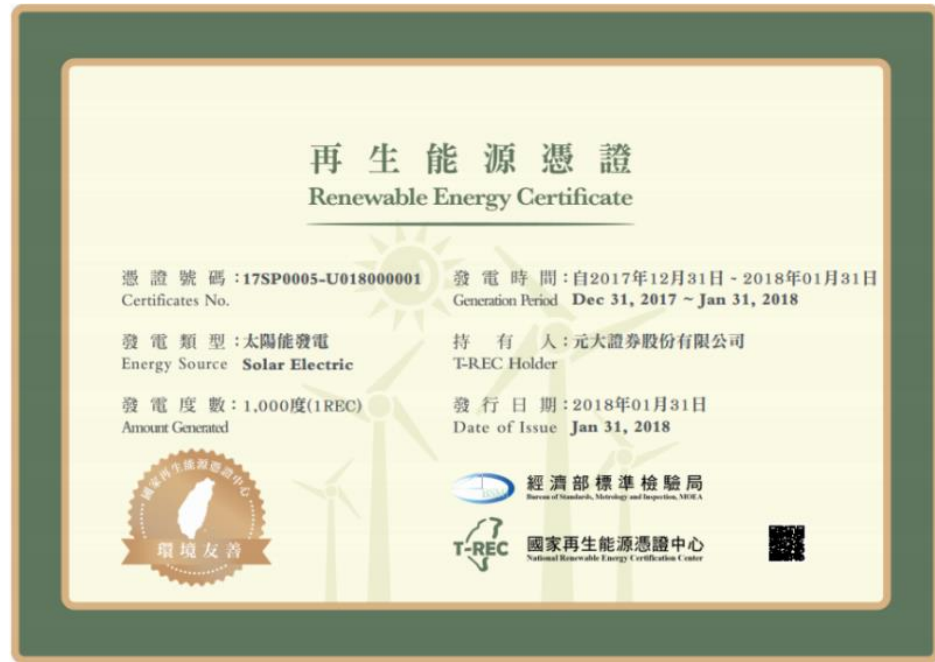 再生能源憑證
Renewable Energy Certificate
憑證號碼：17SP0005-U018000001
Certificates No.
發電時間：自2017年12月31日 - 2018年01月31日
Generation Period Dec 31, 2017 ~ Jan 31, 2018
發電類型：太陽能發電
Energy Source Solar Electric
持有人：元大證券股份有限公司
T-REC Holder
發電度數：1,000度(1REC)
Amount Generated
發行日期：2018年01月31日
Date of Issue Jan 31, 2018
國家再生能源憑證中心
環境友善
經濟部標準檢驗局
Bureau of Standards, Metrology and Inspection, MOEA
T-REC
國家再生能源憑證中心
National Renewable Energy Certification Center